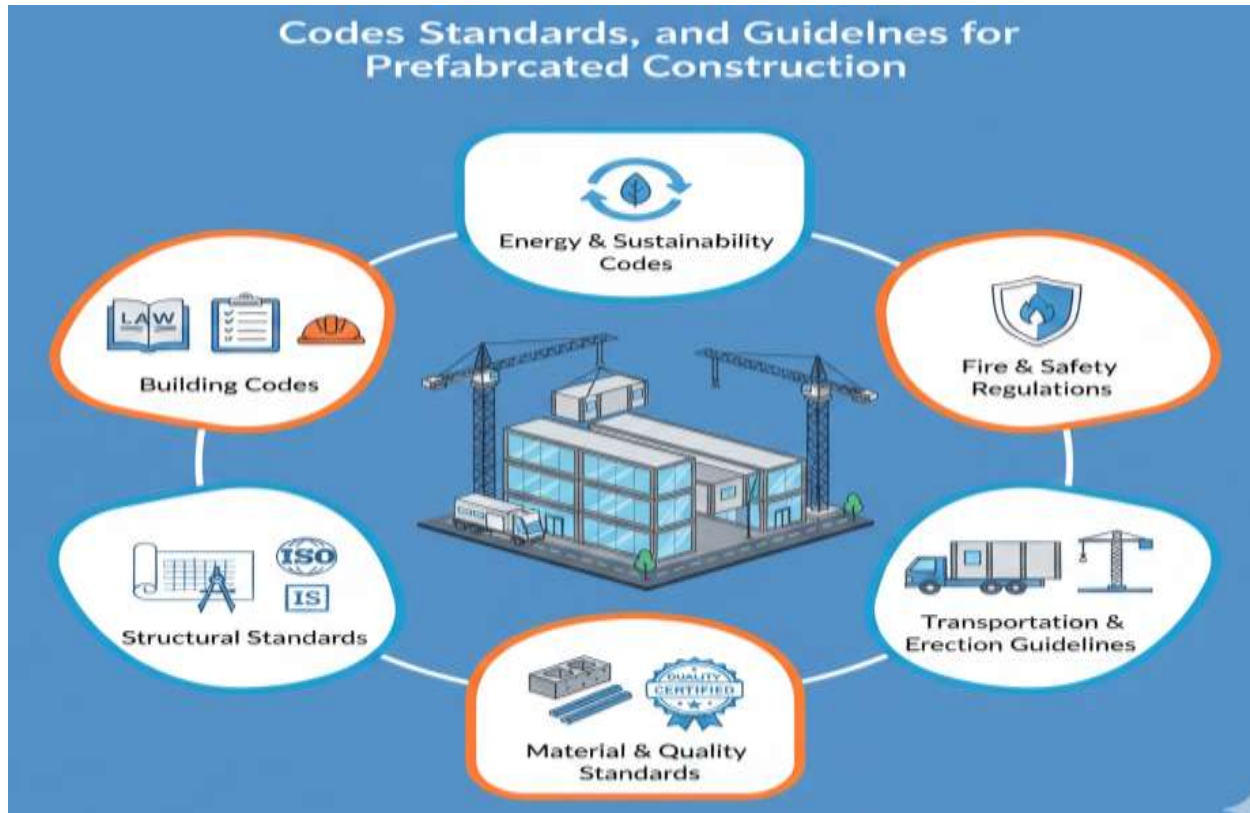 Codes Standards, and Guidelnes for
Prefabrcated Construction
Energy & Sustainability
Codes
LAW
Building Codes
Fire & Safety
Regulations
ISO
IS
Structural Standards
Transportation &
Erection Guidelines
QUALITY
CERTIFIED
Material & Quality
Standards